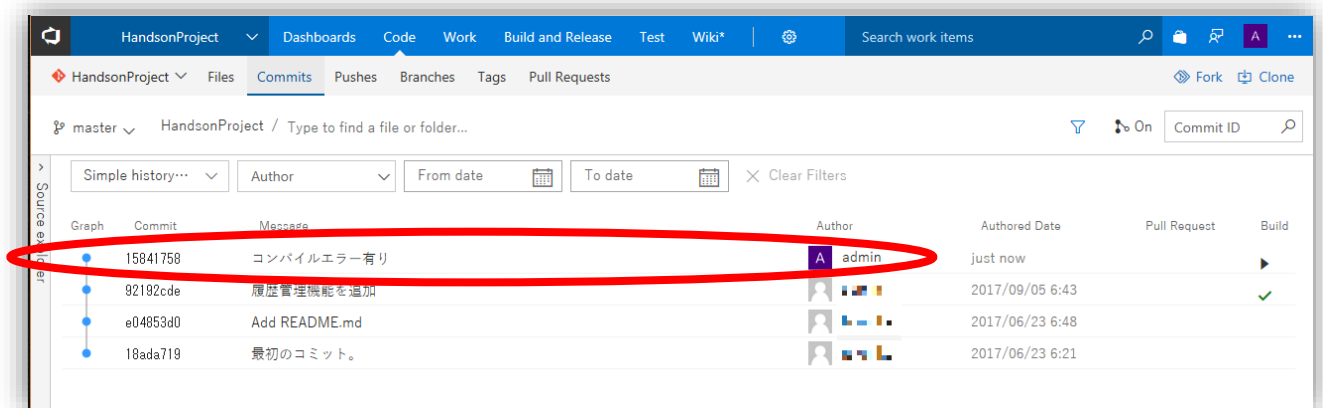 HandsonProject Dashboards Code Work Build and Release Test Wiki* Search work items A ...
HandsonProject Files Commits Pushes Branches Tags Pull Requests Fork Clone
master HandsonProject / Type to find a file or folder... On Commit ID
Source explorer
Simple history… Author From date To date Clear Filters
Graph Commit Message Author Authored Date Pull Request Build
15841758 コンパイルエラー有り A admin just now
92192cde 履歴管理機能を追加 2017/09/05 6:43
e04853d0 Add README.md 2017/06/23 6:48
18ada719 最初のコミット。 2017/06/23 6:21